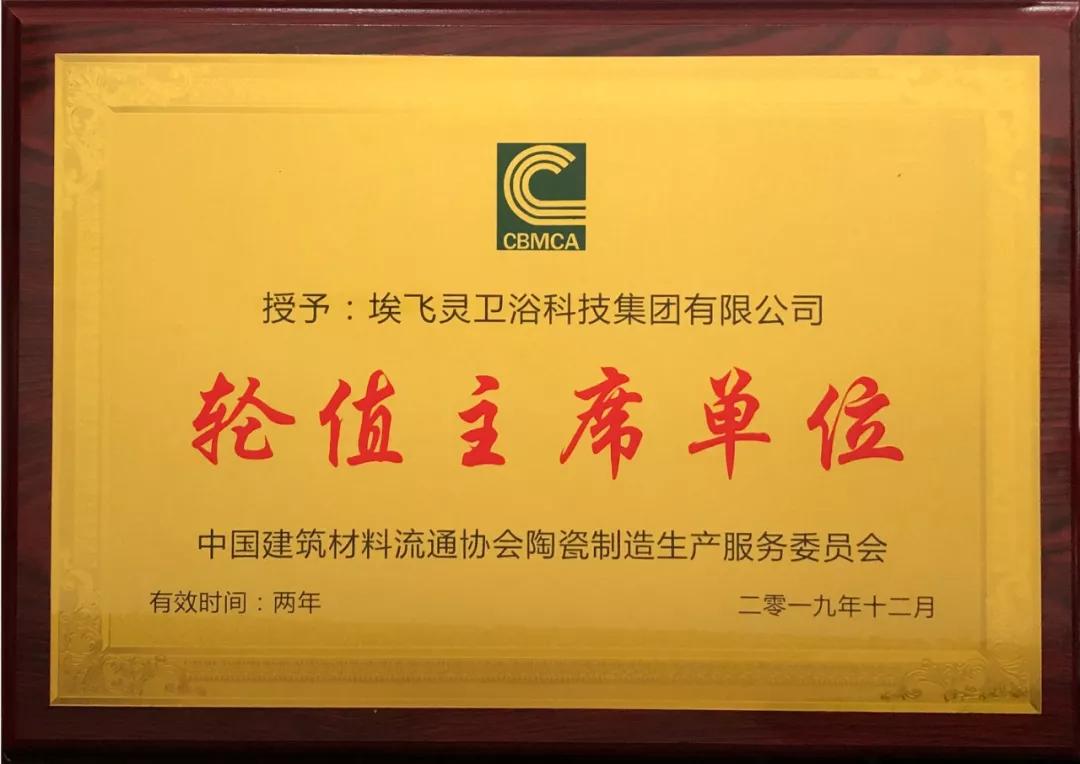 CBMCA
授予：埃飞灵卫浴科技集团有限公司
轮值主席单位
中国建筑材料流通协会陶瓷制造生产服务委员会
有效时间：两年
二零一九年十二月